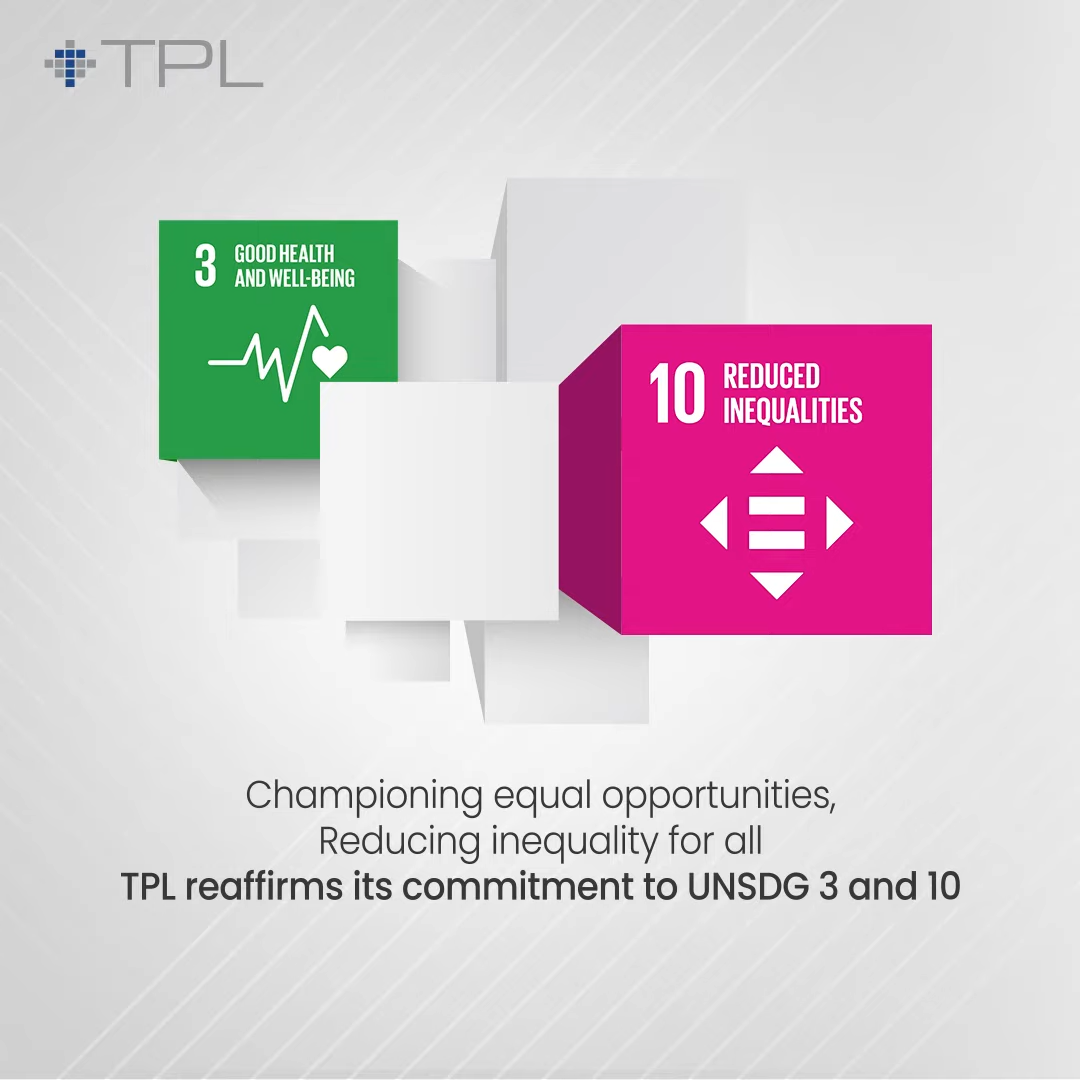 TPL
3 GOOD HEALTH
AND WELL-BEING
10 REDUCED
INEQUALITIES
Championing equal opportunities,
Reducing inequality for all
TPL reaffirms its commitment to UNSDG 3 and 10